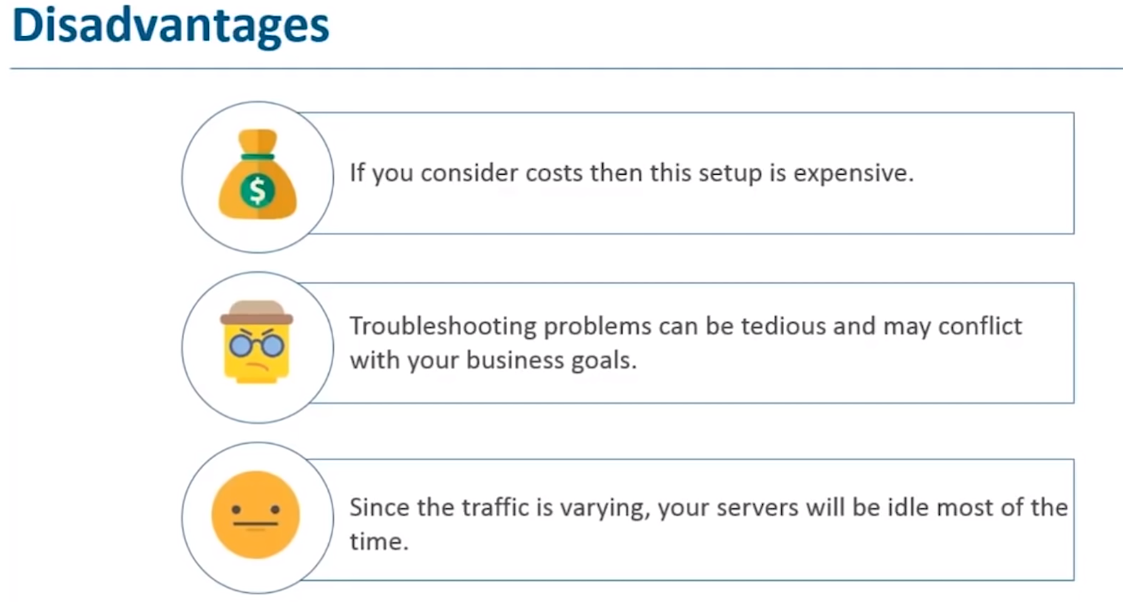 Disadvantages
$
If you consider costs then this setup is expensive.
Troubleshooting problems can be tedious and may conflict
with your business goals.
Since the traffic is varying, your servers will be idle most of the
time.